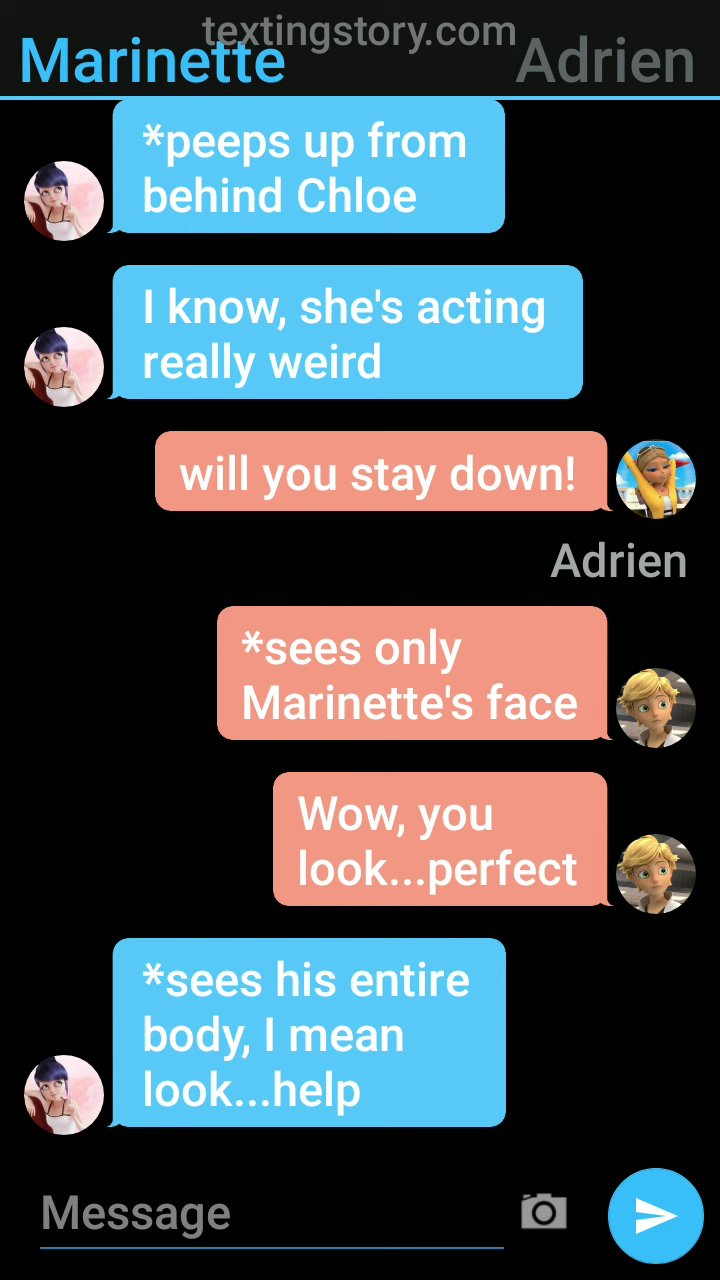 textingstory.com
Marinette
Adrien
*peeps up from
behind Chloe
I know, she's acting
really weird
will you stay down!
Adrien
*sees only
Marinette's face
Wow, you
look...perfect
*sees his entire
body, I mean
look...help
Message